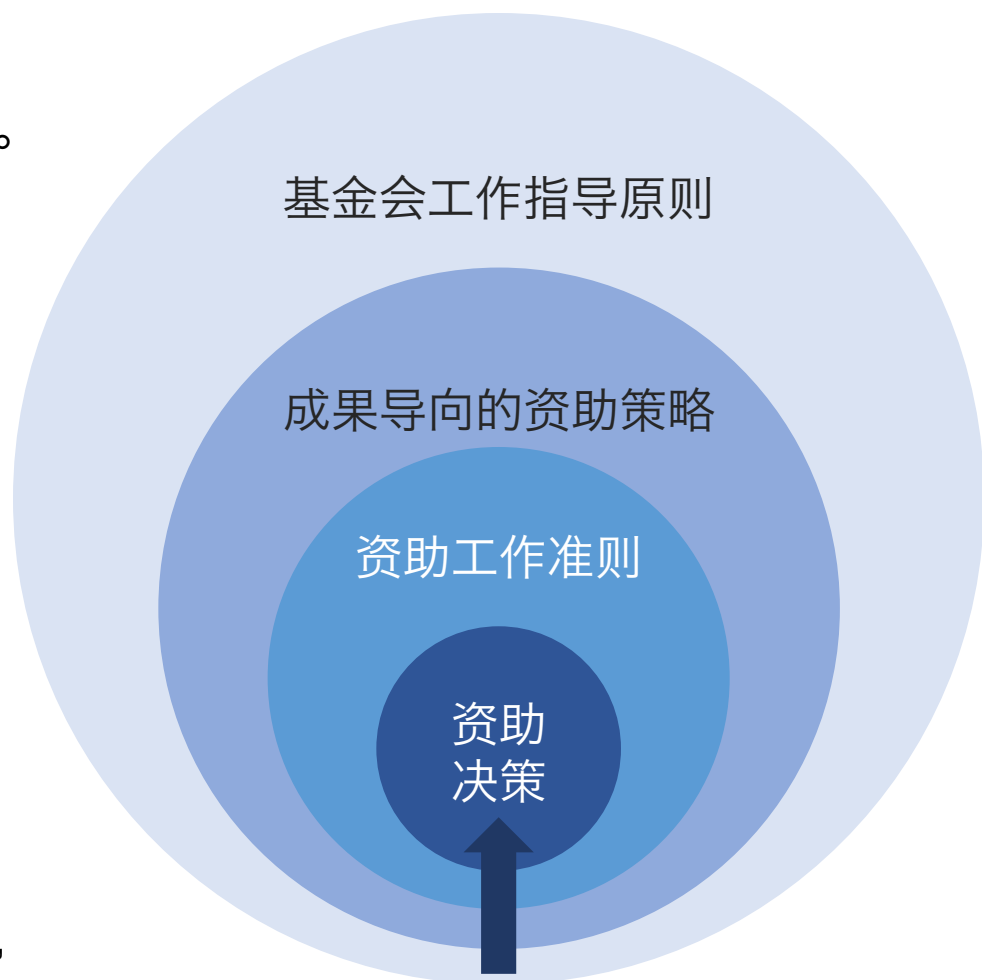 。
基金会工作指导原则
成果导向的资助策略
资助工作准则
资助
决策
，